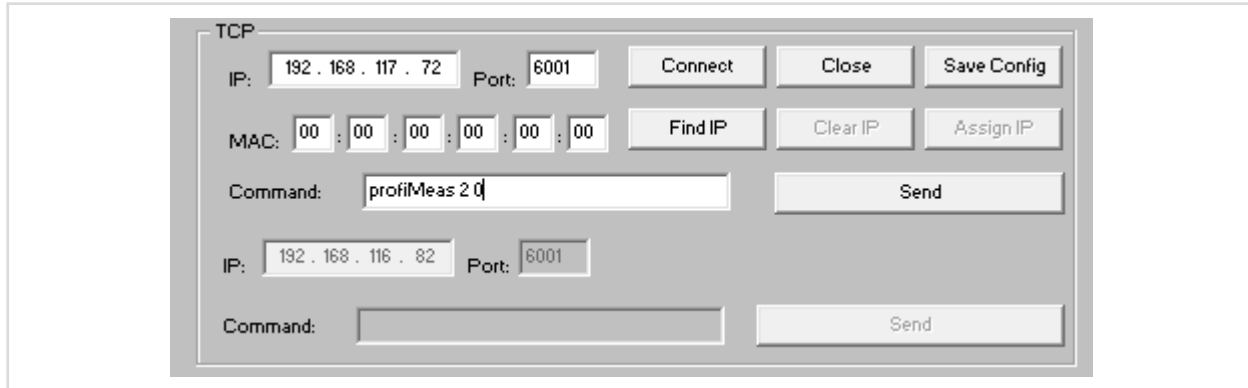 TCP
IP: 192 . 168 . 117 . 72 Port: 6001 Connect Close Save Config
MAC: 00 : 00 : 00 : 00 : 00 : 00 Find IP Clear IP Assign IP
Command: profiMeas 2 0 Send
IP: 192 . 168 . 116 . 82 Port: 6001
Command: Send